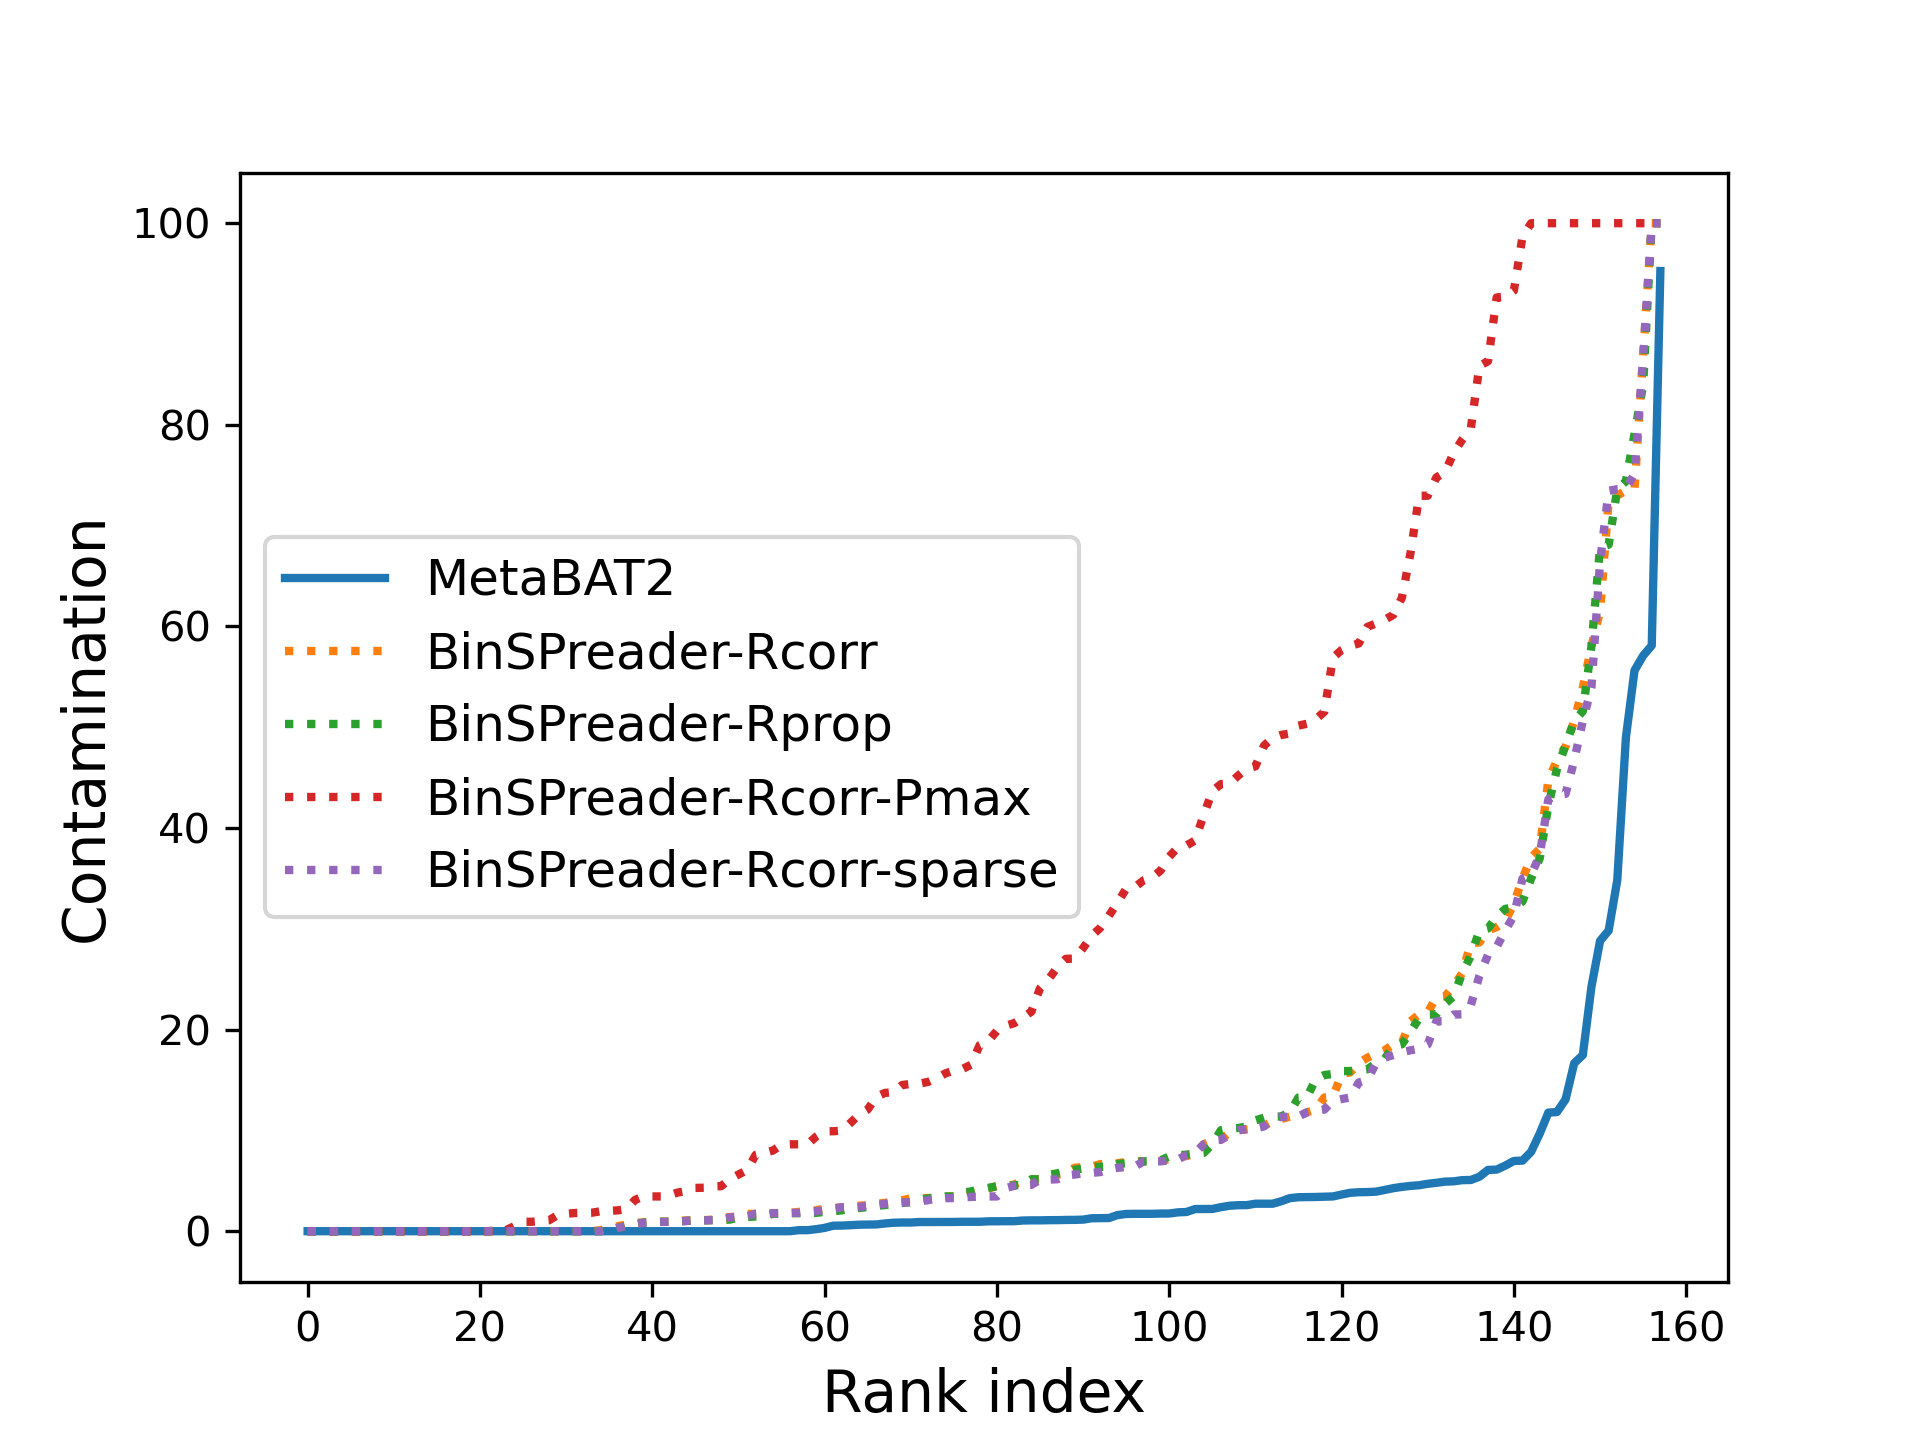 100
80
60
40
20
0
Contamination
MetaBAT2
BinSPreader-Rcorr
BinSPreader-Rprop
BinSPreader-Rcorr-Pmax
BinSPreader-Rcorr-sparse
0 20 40 60 80 100 120 140 160
Rank index